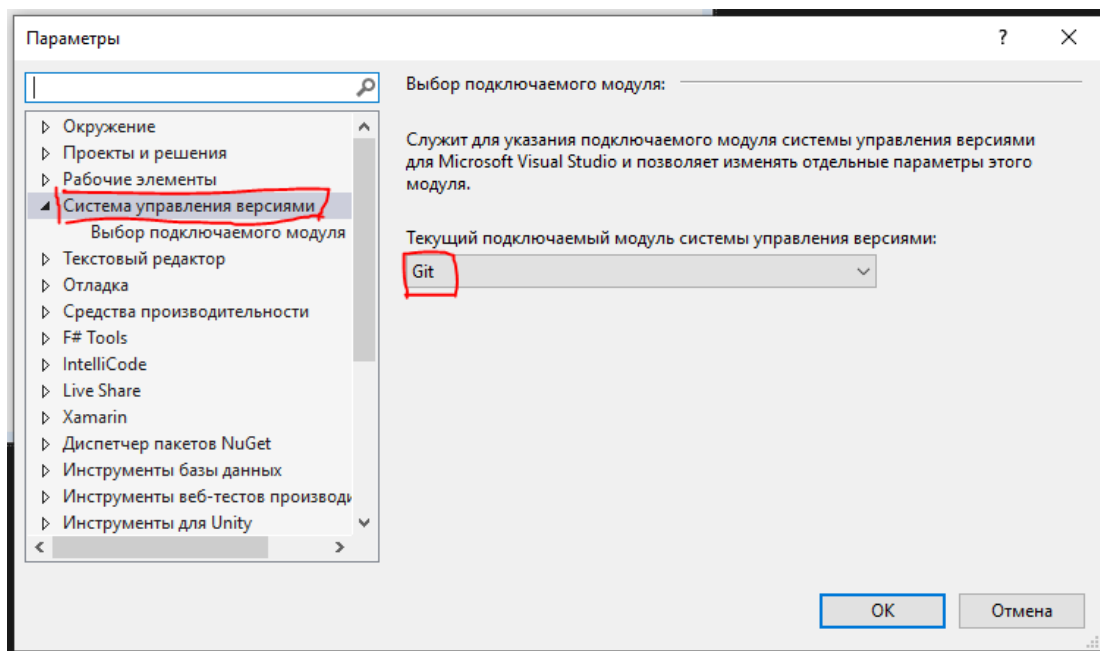 Параметры
?
Выбор подключаемого модуля:
Окружение
Проекты и решения
Рабочие элементы
Система управления версиями
Выбор подключаемого модуля
Текстовый редактор
Отладка
Средства производительности
F# Tools
IntelliCode
Live Share
Xamarin
Диспетчер пакетов NuGet
Инструменты базы данных
Инструменты веб-тестов производи
Инструменты для Unity
Служит для указания подключаемого модуля системы управления версиями
для Microsoft Visual Studio и позволяет изменять отдельные параметры этого
модуля.
Текущий подключаемый модуль системы управления версиями:
Git
ОК
Отмена